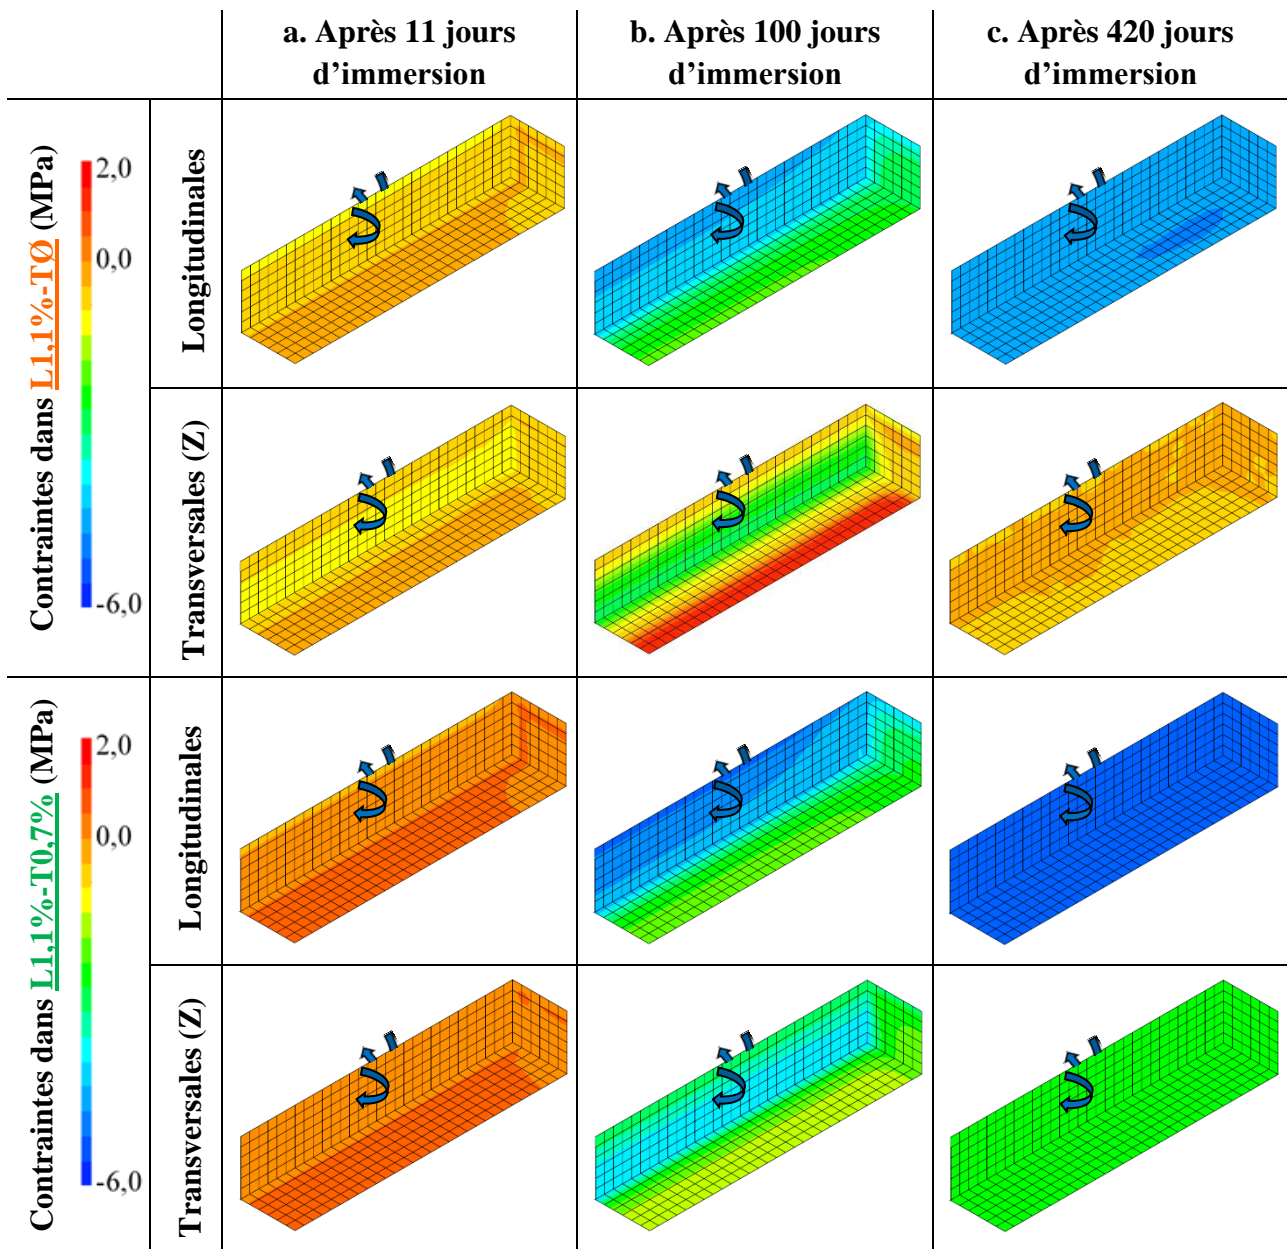 a. Après 11 jours
d’immersion
b. Après 100 jours
d’immersion
c. Après 420 jours
d’immersion
Contraintes dans L1,1%-TØ (MPa)
2,0
0,0
-6,0
Longitudinales
Transversales (Z)
Contraintes dans L1,1%-T0,7% (MPa)
2,0
0,0
-6,0
Longitudinales
Transversales (Z)